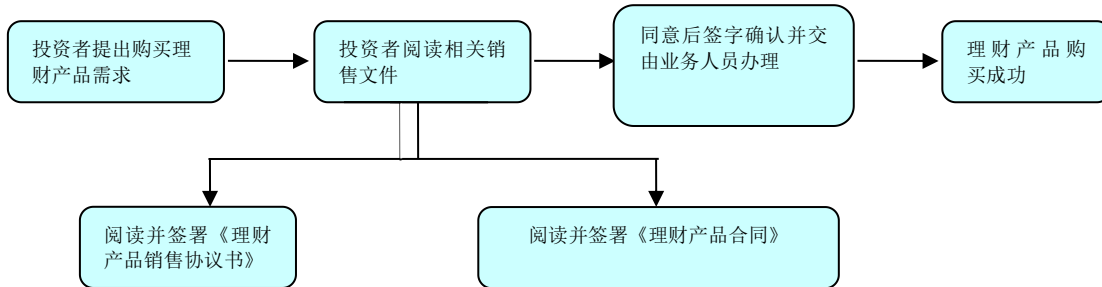 投资者提出购买理
财产品需求
投资者阅读相关销
售文件
同意后签字确认并交
由业务人员办理
理财产品购
买成功
阅读并签署《理财
产品销售协议书》
阅读并签署《理财产品合同》